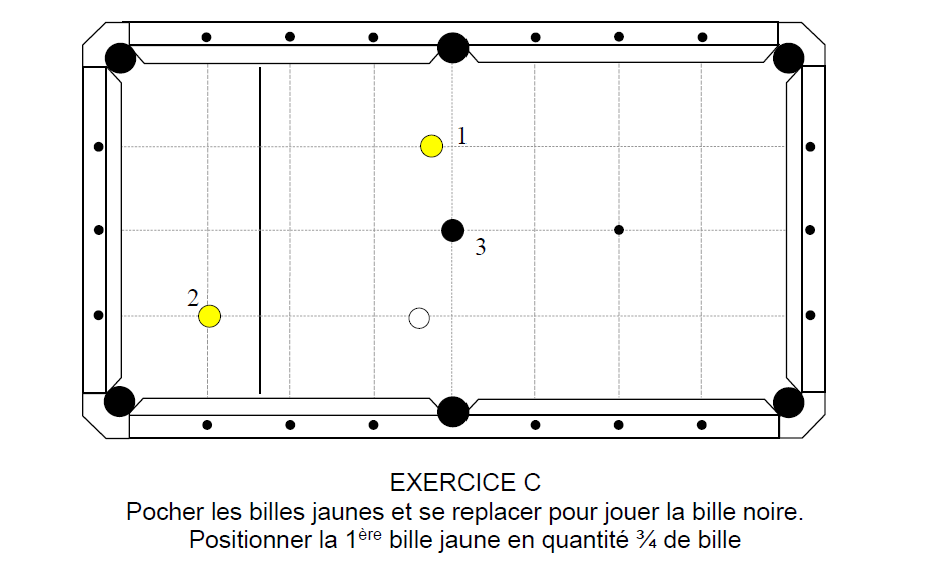 1
3
2
EXERCICE C
Pocher les billes jaunes et se replacer pour jouer la bille noire.
Positionner la 1ère bille jaune en quantité ¾ de bille